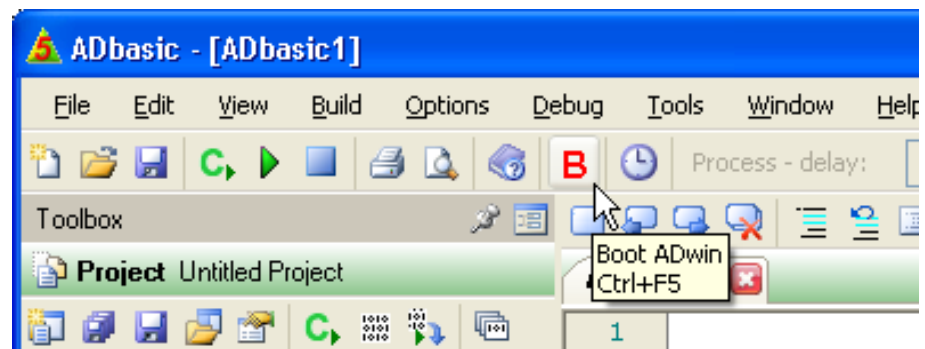 5 ADbasic - [ADbasic1]
File Edit View Build Options Debug Tools Window Help
C B Process - delay:
Toolbox
Boot ADwin
Project Untitled Project
Ctrl+F5
C
1